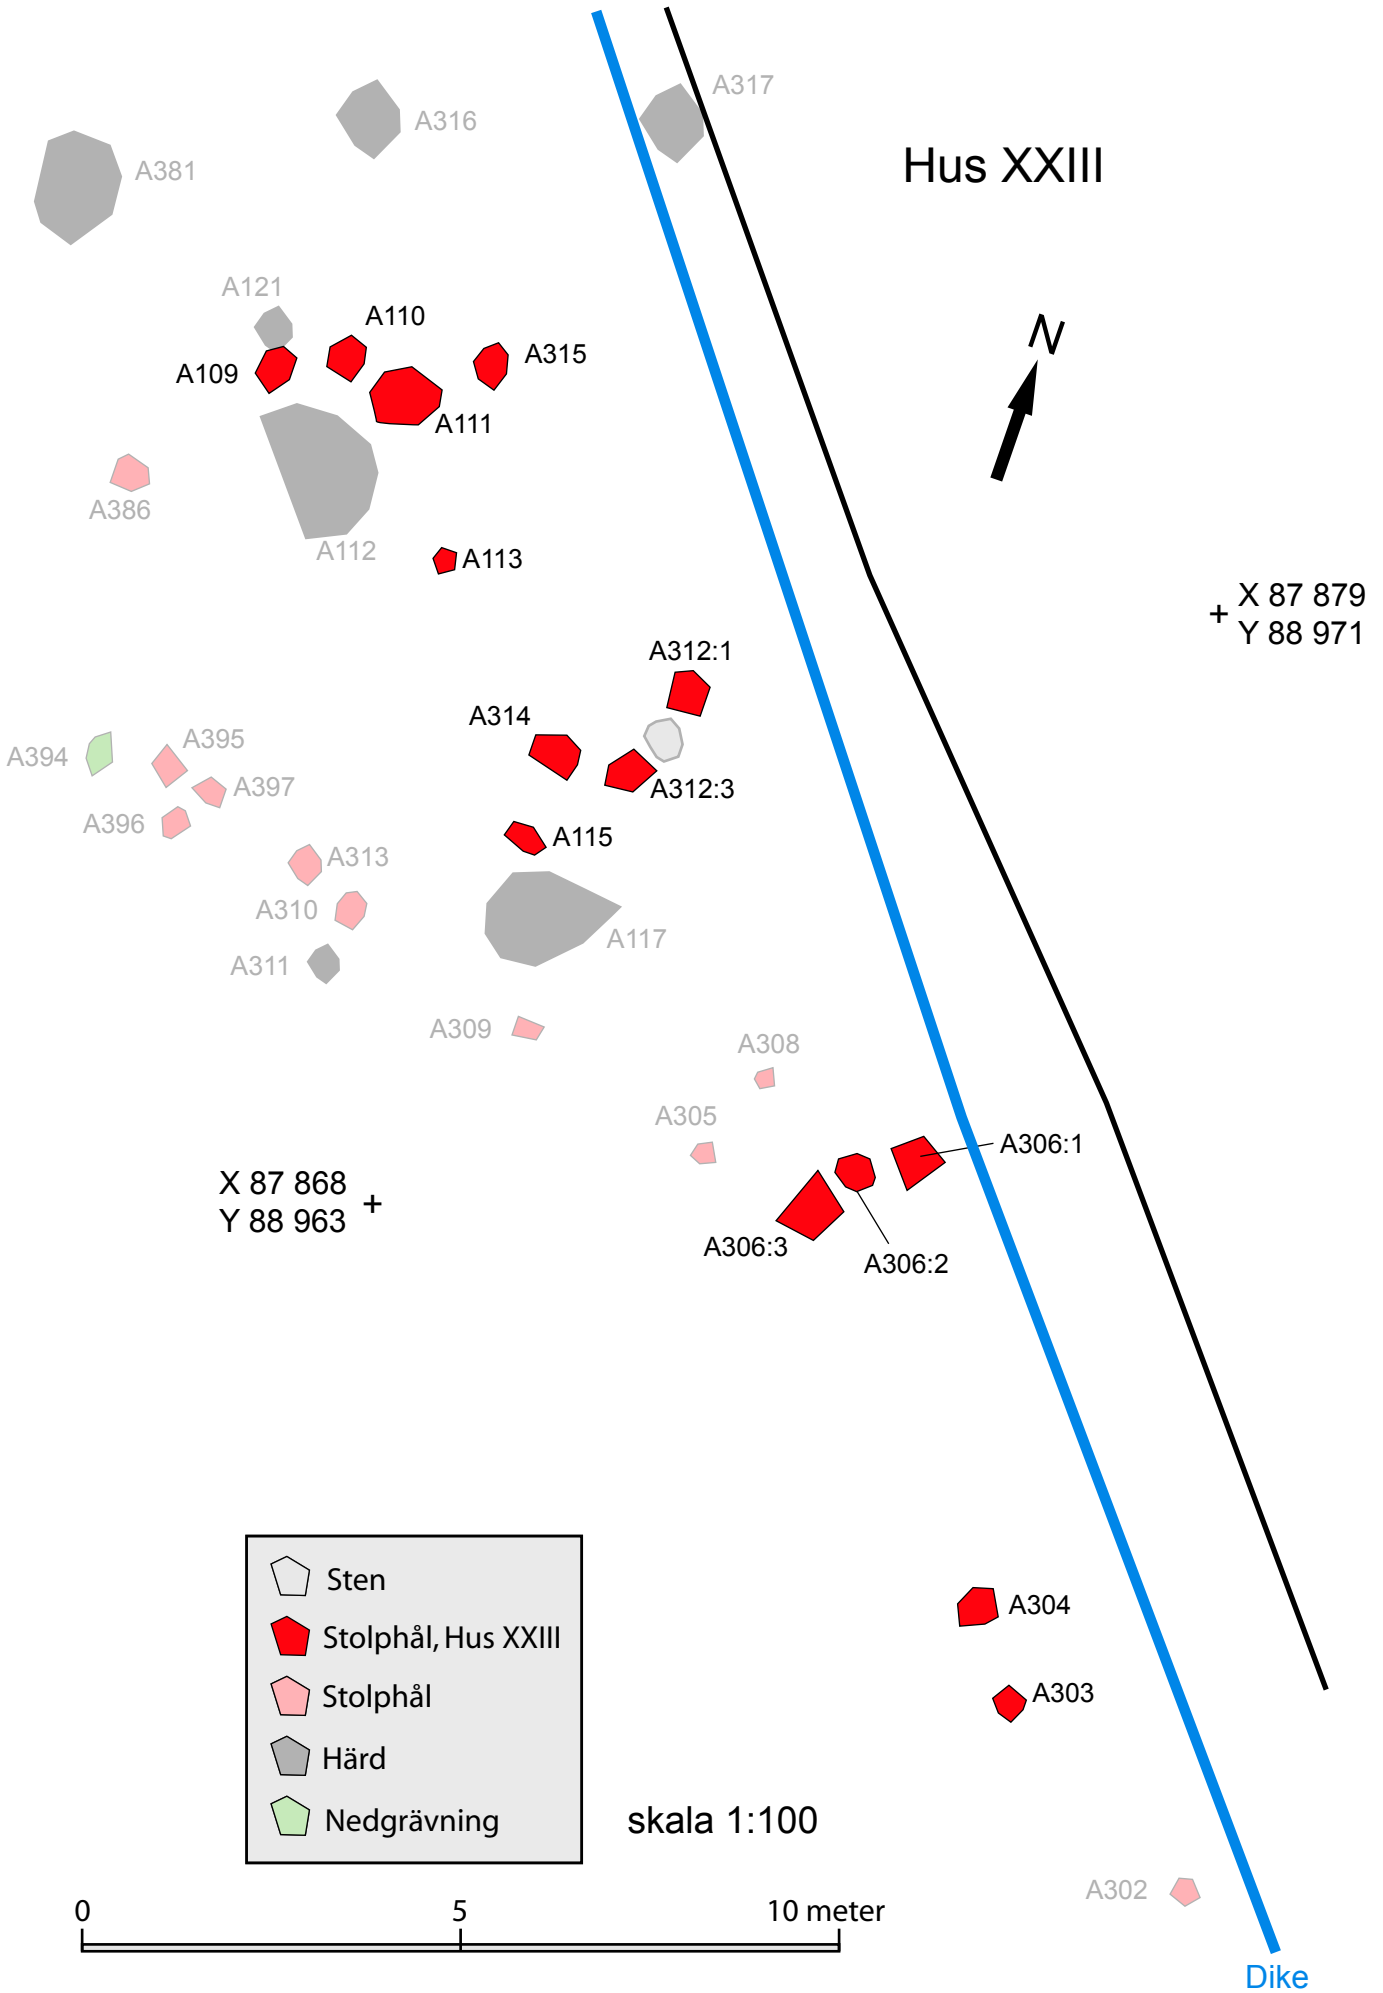 A317
A316
Hus XXIII
A381
A121
A110
N
A315
A109
A111
A386
A112
A113
X 87 879
Y 88 971
A312:1
A314
A395
A394
A397
A312:3
A396
A115
A313
A310
A117
A311
A309
A308
A305
A306:1
X 87 868
Y 88 963
A306:3
A306:2
Sten
Stolphål, Hus XXIII
Stolphål
Härd
Nedgrävning
A304
A303
skala 1:100
A302
0 5 10 meter
Dike